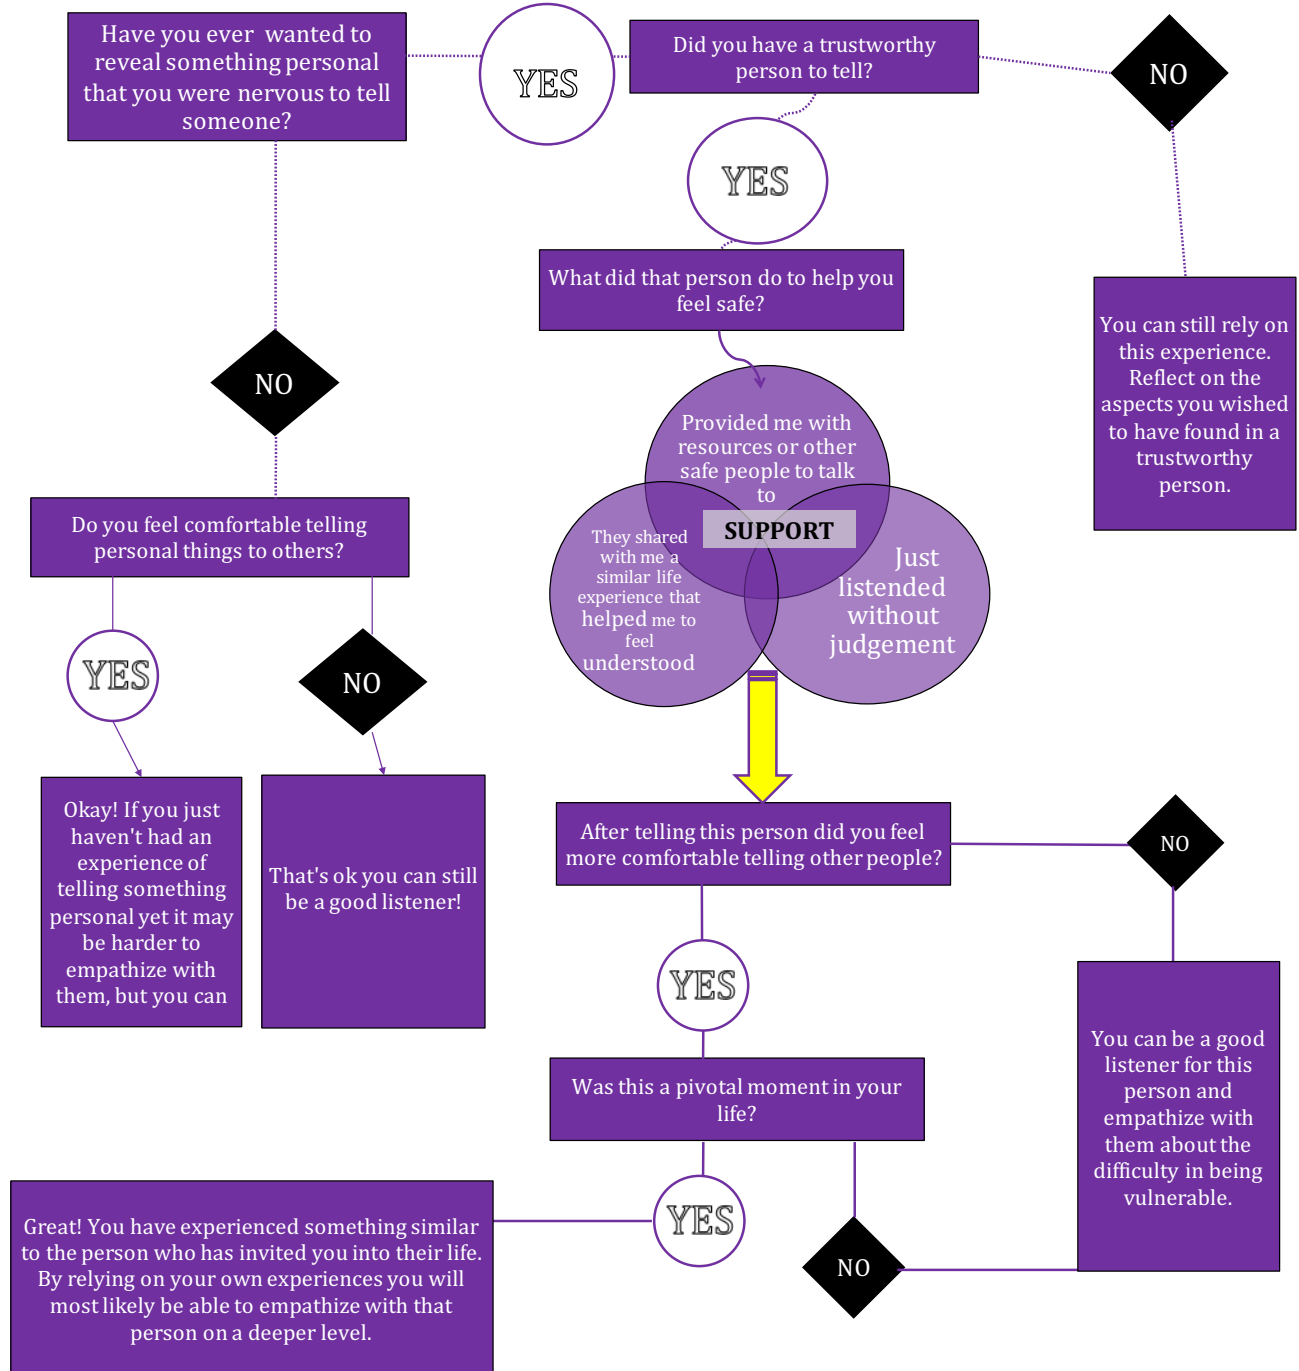 Have you ever wanted to
reveal something personal
that you were nervous to tell
someone?
YES
Did you have a trustworthy
person to tell?
NO
YES
What did that person do to help you
feel safe?
You can still rely on
this experience.
Reflect on the
aspects you wished
to have found in a
trustworthy
person.
NO
Provided me with
resources or other
safe people to talk
to
SUPPORT
They shared
with me a
similar life
experience that
helped me to
feel
understood
Just
listended
without
judgement
Do you feel comfortable telling
personal things to others?
YES
NO
Okay! If you just
haven't had an
experience of
telling something
personal yet it may
be harder to
empathize with
them, but you can
That's ok you can still
be a good listener!
After telling this person did you feel
more comfortable telling other people?
NO
YES
You can be a good
listener for this
person and
empathize with
them about the
difficulty in being
vulnerable.
Was this a pivotal moment in your
life?
YES
NO
Great! You have experienced something similar
to the person who has invited you into their life.
By relying on your own experiences you will
most likely be able to empathize with that
person on a deeper level.